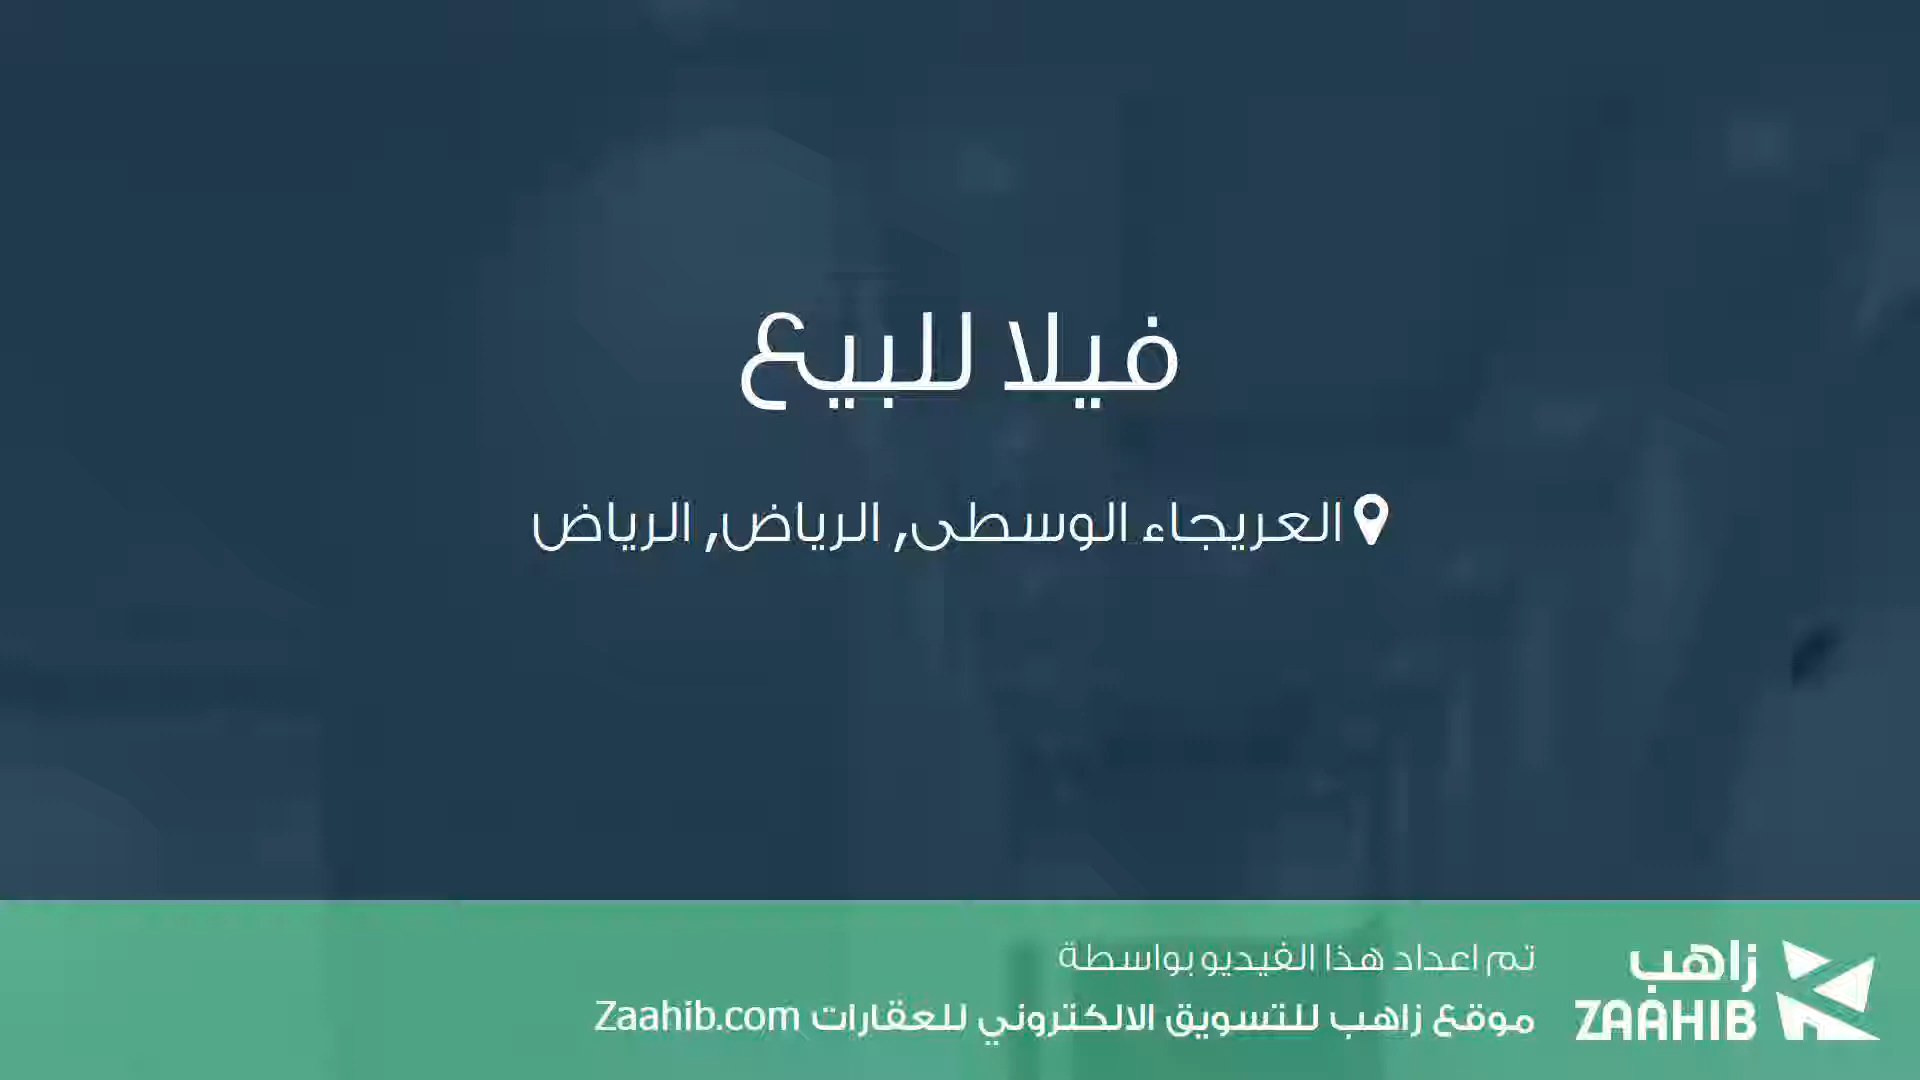 فيلا للبيع
العريجاء الوسطى, الرياض, الرياض
تم اعداد هذا الفيديو بواسطة
موقع زاهب للتسويق الالكتروني للعقارات Zaahib.com
زاهب
ZAAHIB